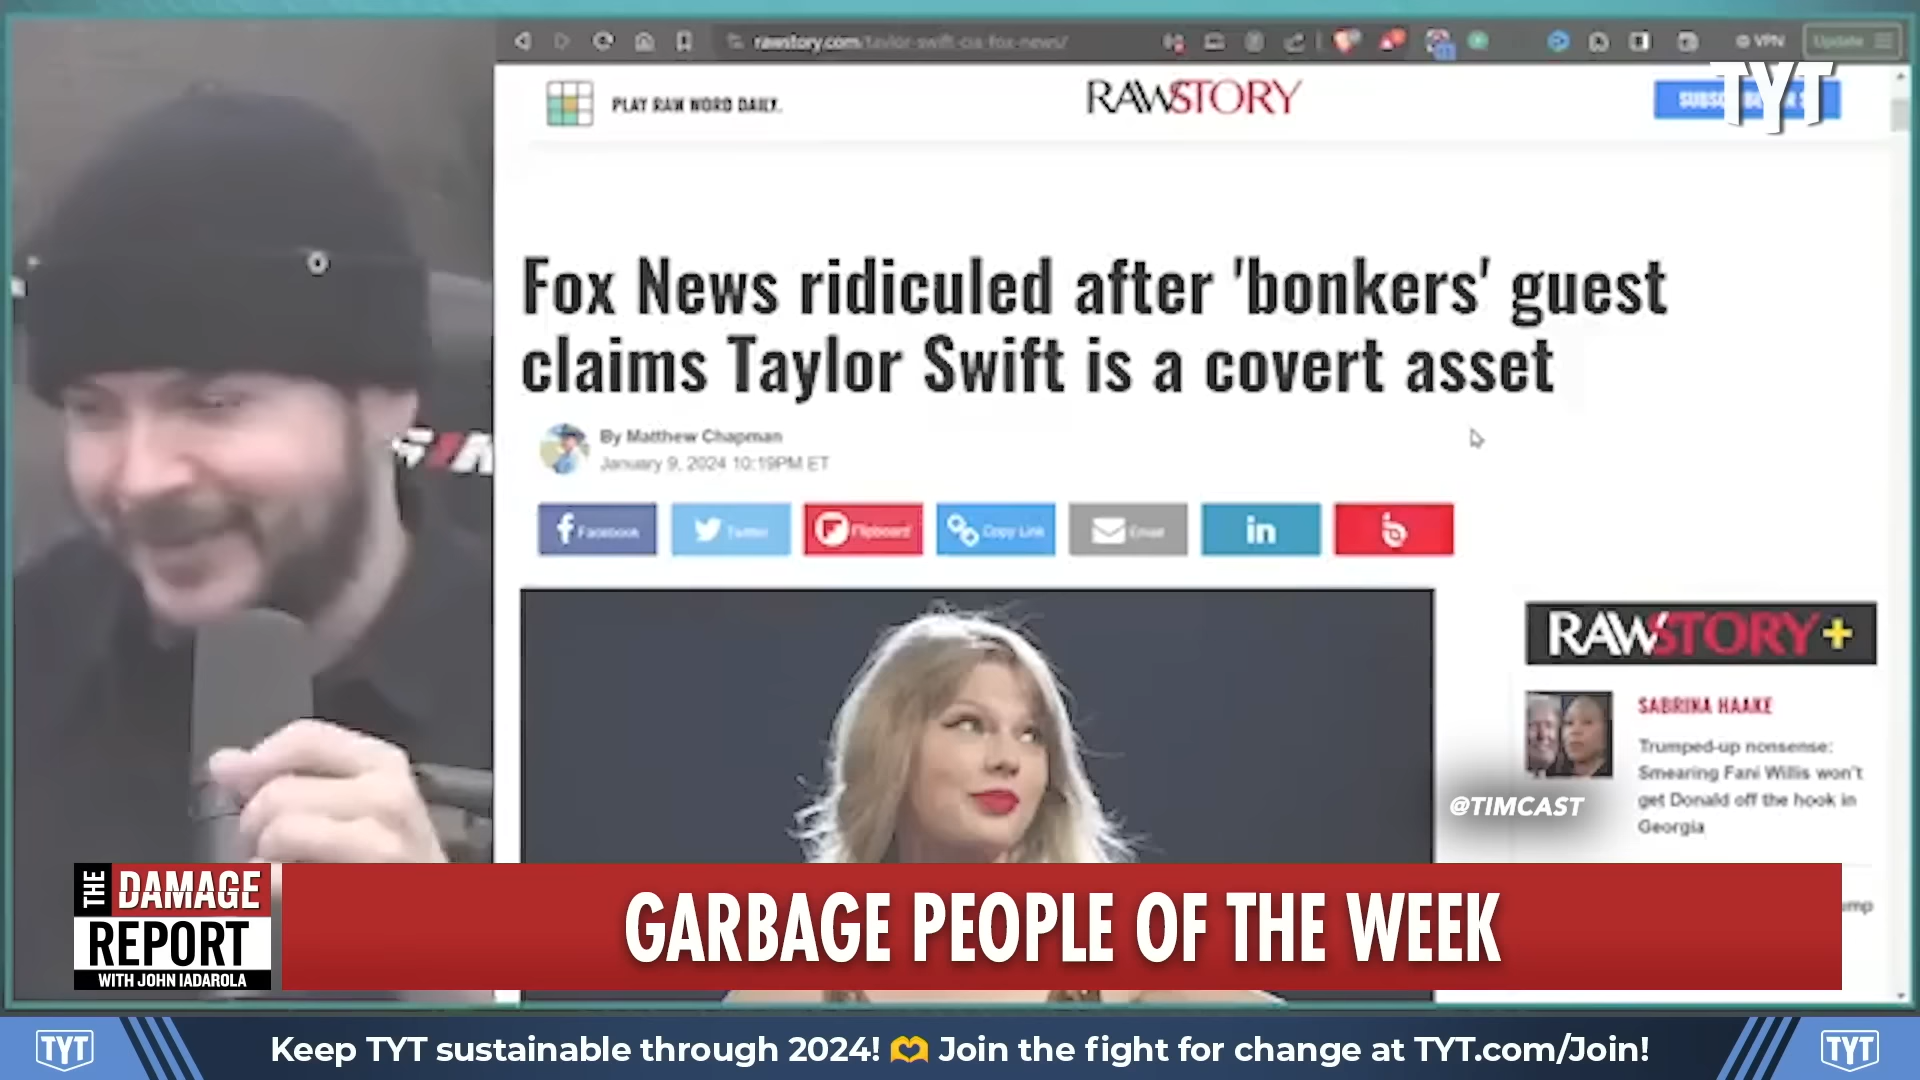 rawstory.com/taylor-swift-cia-fox-news/
VPN
Update
PLAY RAW WORD DAILY.
RAWSTORY
TYT
Fox News ridiculed after 'bonkers' guest
claims Taylor Swift is a covert asset
By Matthew Chapman
January 9, 2024 10:19PM ET
Facebook
Twitter
Flipboard
Copy Link
Email
in
RAWSTORY+
SABRINA HAAKE
Trumped-up nonsense:
Smearing Fani Willis won't
get Donald off the hook in
Georgia
@TIMCAST
THE DAMAGE
REPORT
WITH JOHN IADAROLA
GARBAGE PEOPLE OF THE WEEK
TYT
Keep TYT sustainable through 2024! Join the fight for change at TYT.com/Join!
TYT